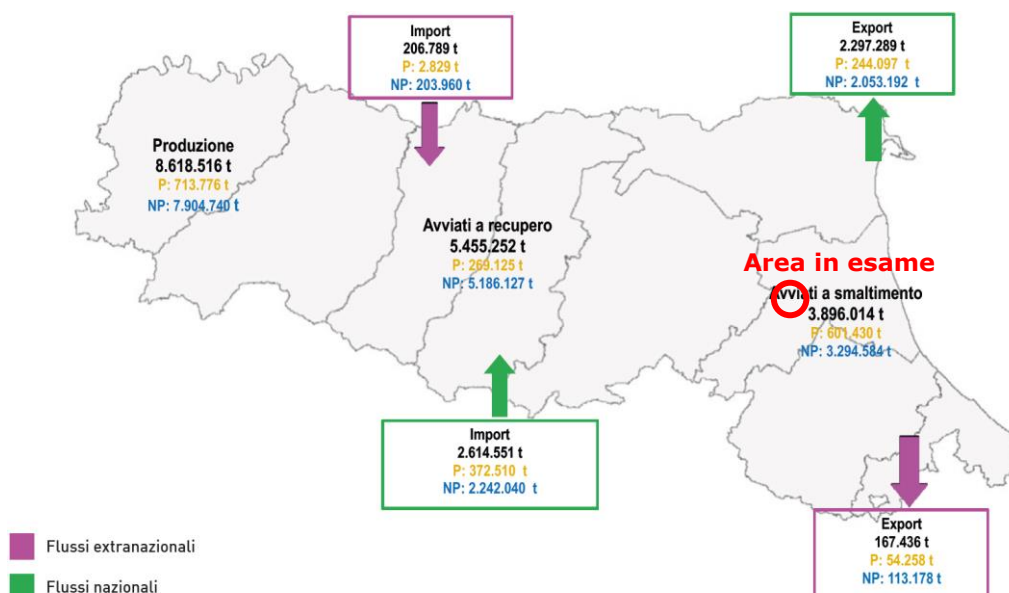 Import
206.789 t
P: 2.829 t
NP: 203.960 t
Export
2.297.289 t
P: 244.097 t
NP: 2.053.192 t
Produzione
8.618.516 t
P: 713.776 t
NP: 7.904.740 t
Avviati a recupero
5.455.252 t
P: 269.125 t
NP: 5.186.127 t
Area in esame
Avviati a smaltimento
3.896.014 t
P: 601.430 t
NP: 3.294.584 t
Import
2.614.551 t
P: 372.510 t
NP: 2.242.040 t
Export
167.436 t
P: 54.258 t
NP: 113.178 t
Flussi extranazionali
Flussi nazionali